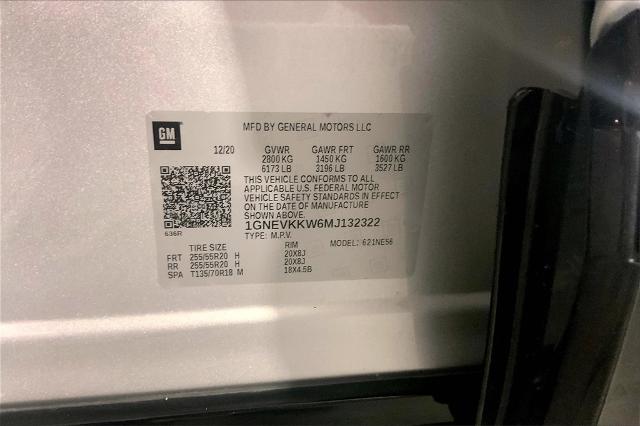 GM
MFD BY GENERAL MOTORS LLC
12/20 GVWR GAWR FRT GAWR RR
2800 KG 1450 KG 1600 KG
6173 LB 3196 LB 3527 LB
THIS VEHICLE CONFORMS TO ALL
APPLICABLE U.S. FEDERAL MOTOR
VEHICLE SAFETY STANDARDS IN EFFECT
ON THE DATE OF MANUFACTURE
SHOWN ABOVE.
1GNEVKKW6MJ132322
636R
TYPE: M.P.V. MODEL: 621NE56
TIRE SIZE RIM
FRT 255/55R20 H 20X8J
RR 255/55R20 H 20X8J
SPA T135/70R18 M 18X4.5B